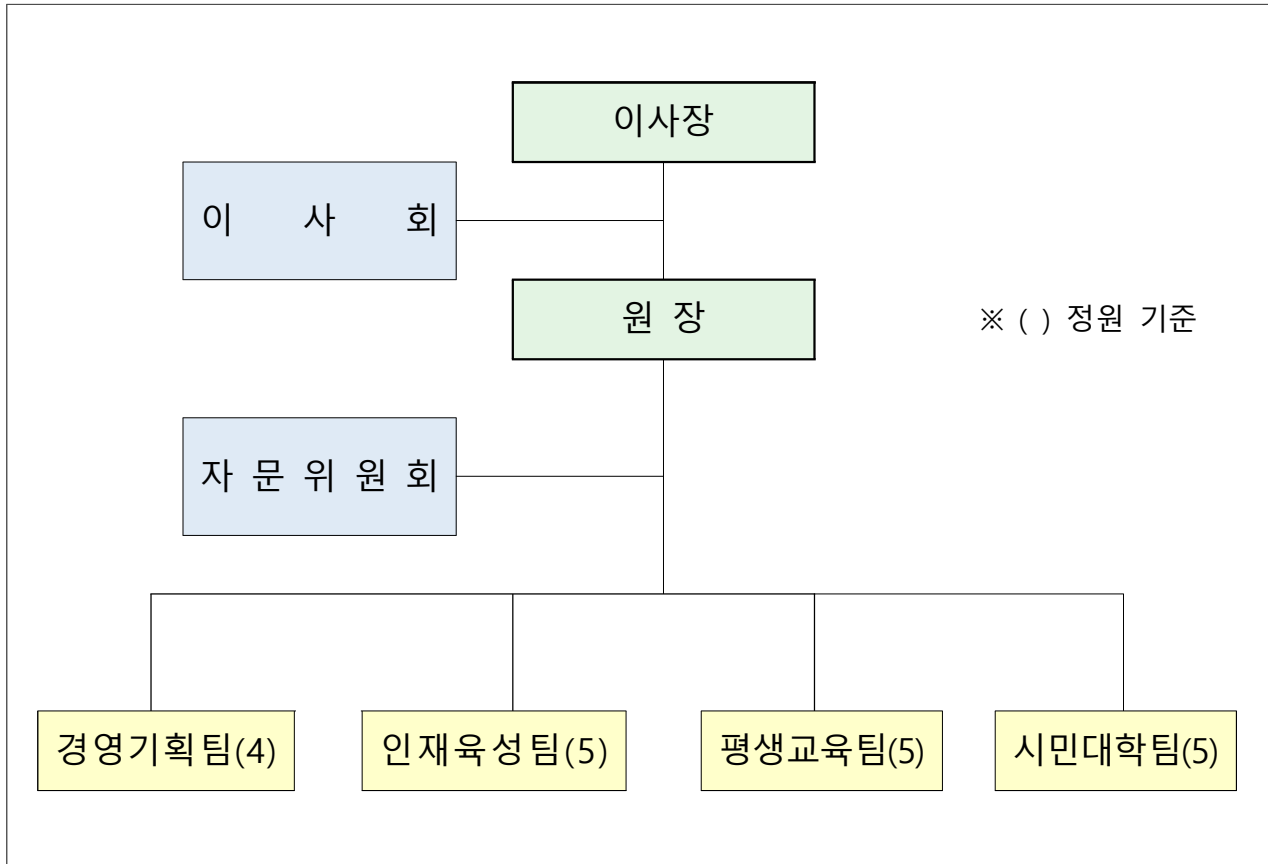 이사장
이 사 회
원 장
※ ( ) 정원 기준
자 문 위 원 회
경영기획팀(4)
인재육성팀(5)
평생교육팀(5)
시민대학팀(5)